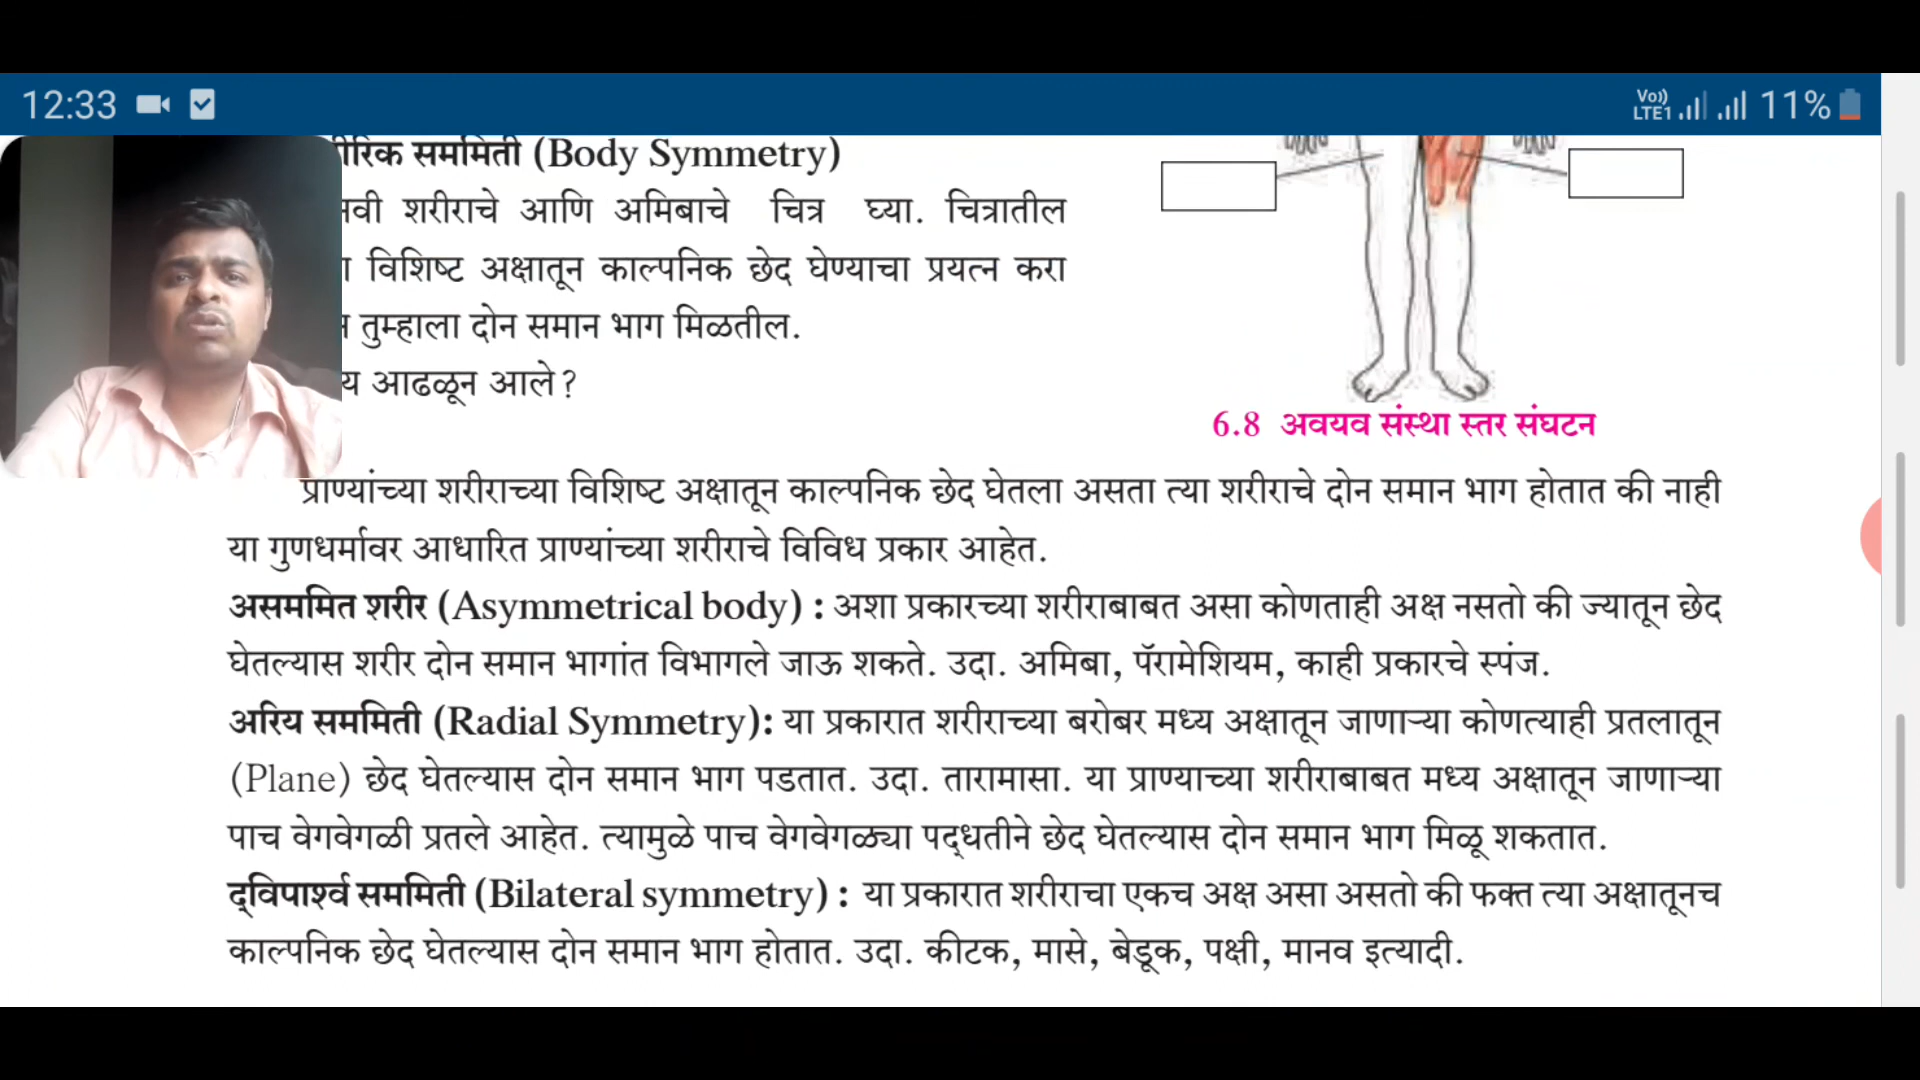 12:33
Vo)) LTE1 11%
सममिती (Body Symmetry)
शरीराचे आणि अमिबाचे चित्र घ्या. चित्रातील
विशिष्ट अक्षातून काल्पनिक छेद घेण्याचा प्रयत्न करा
तुम्हाला दोन समान भाग मिळतील.
आढळून आले?
6.8 अवयव संस्था स्तर संघटन
प्राण्यांच्या शरीराच्या विशिष्ट अक्षातून काल्पनिक छेद घेतला असता त्या शरीराचे दोन समान भाग होतात की नाही
या गुणधर्मावर आधारित प्राण्यांच्या शरीराचे विविध प्रकार आहेत.
असममित शरीर (Asymmetrical body) : अशा प्रकारच्या शरीराबाबत असा कोणताही अक्ष नसतो की ज्यातून छेद
घेतल्यास शरीर दोन समान भागांत विभागले जाऊ शकते. उदा. अमिबा, पॅरामेशियम, काही प्रकारचे स्पंज.
अरिय सममिती (Radial Symmetry): या प्रकारात शरीराच्या बरोबर मध्य अक्षातून जाणाऱ्या कोणत्याही प्रतलातून
(Plane) छेद घेतल्यास दोन समान भाग पडतात. उदा. तारामासा. या प्राण्याच्या शरीराबाबत मध्य अक्षातून जाणाऱ्या
पाच वेगवेगळी प्रतले आहेत. त्यामुळे पाच वेगवेगळ्या पद्धतीने छेद घेतल्यास दोन समान भाग मिळू शकतात.
द्विपार्श्व सममिती (Bilateral symmetry) : या प्रकारात शरीराचा एकच अक्ष असा असतो की फक्त त्या अक्षातूनच
काल्पनिक छेद घेतल्यास दोन समान भाग होतात. उदा. कीटक, मासे, बेडूक, पक्षी, मानव इत्यादी.